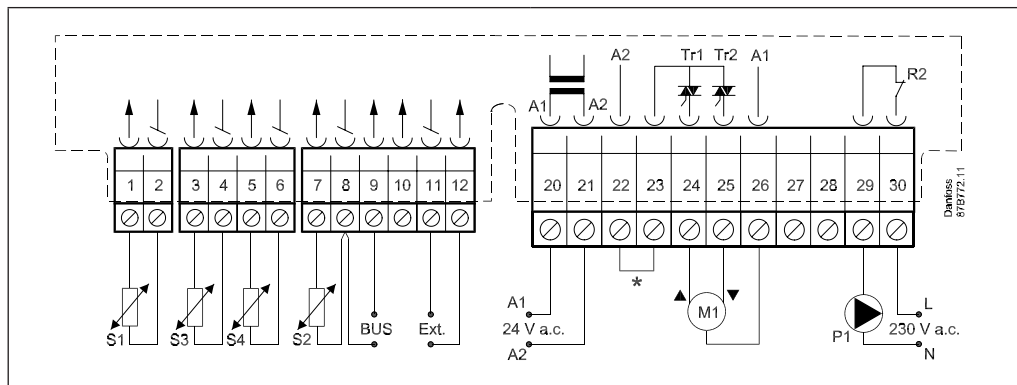 A2 Tr1 Tr2 A1
R2
A1 A2
1 2 3 4 5 6 7 8 9 10 11 12
20 21 22 23 24 25 26 27 28 29 30
Danfoss
87B772.11
*
S1 S3 S4 S2 BUS Ext.
A1
24 V a.c.
A2
M1
P1
L
230 V a.c.
N